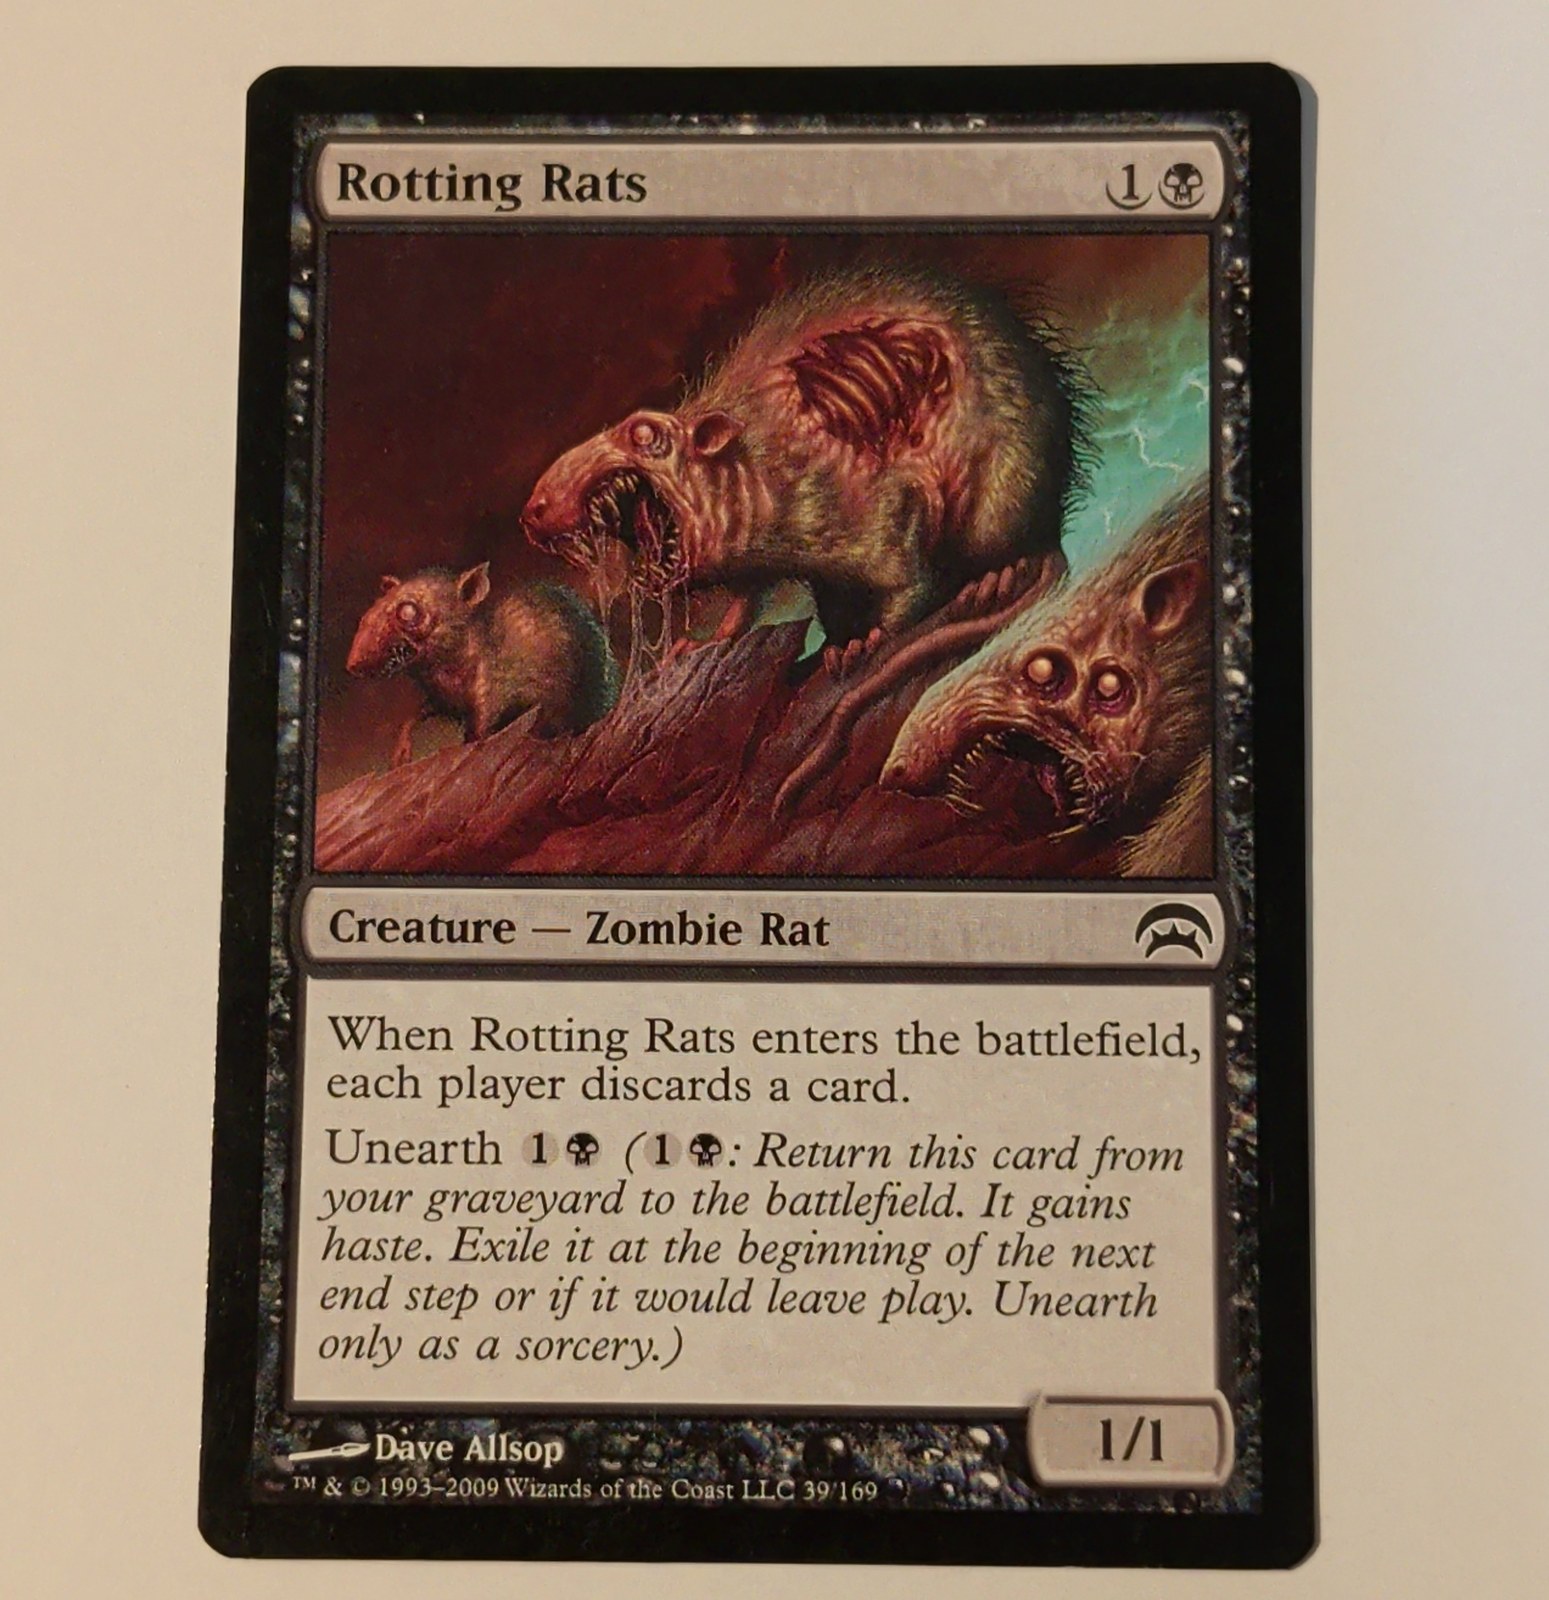 Rotting Rats 1
Creature — Zombie Rat
When Rotting Rats enters the battlefield,
each player discards a card.
Unearth 1 (1 : Return this card from
your graveyard to the battlefield. It gains
haste. Exile it at the beginning of the next
end step or if it would leave play. Unearth
only as a sorcery.)
1/1
Dave Allsop
™ & © 1993–2009 Wizards of the Coast LLC 39/169